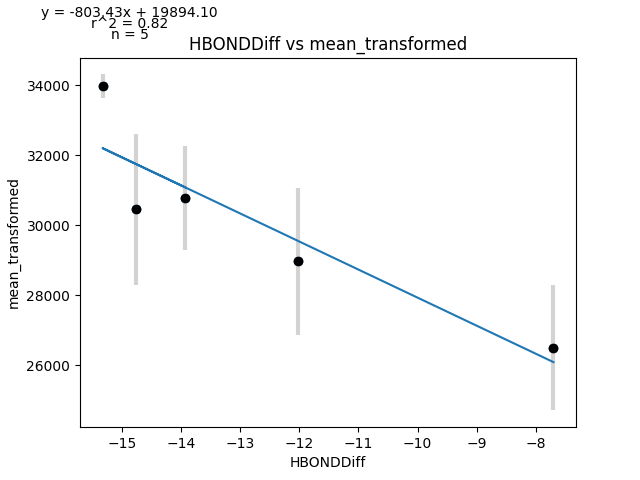 y = -803.43x + 19894.10
r^2 = 0.82
n = 5
HBONDDiff vs mean_transformed
34000
32000
30000
28000
26000
mean_transformed
−15
−14
−13
−12
−11
−10
−9
−8
HBONDDiff